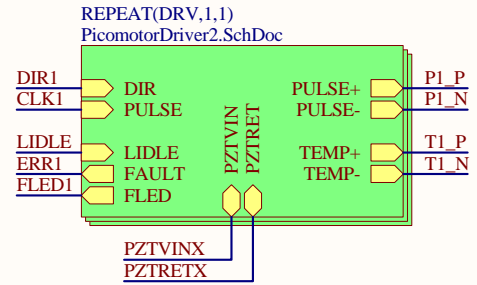 REPEAT(DRV,1,1)
PicomotorDriver2.SchDoc
DIR1 DIR PULSE+ P1_P
CLK1 PULSE PULSE- P1_N
PZTVIN PZTRET
LIDLE LIDLE TEMP+ T1_P
ERR1 FAULT TEMP- T1_N
FLED1 FLED
PZTVINX
PZTRETX